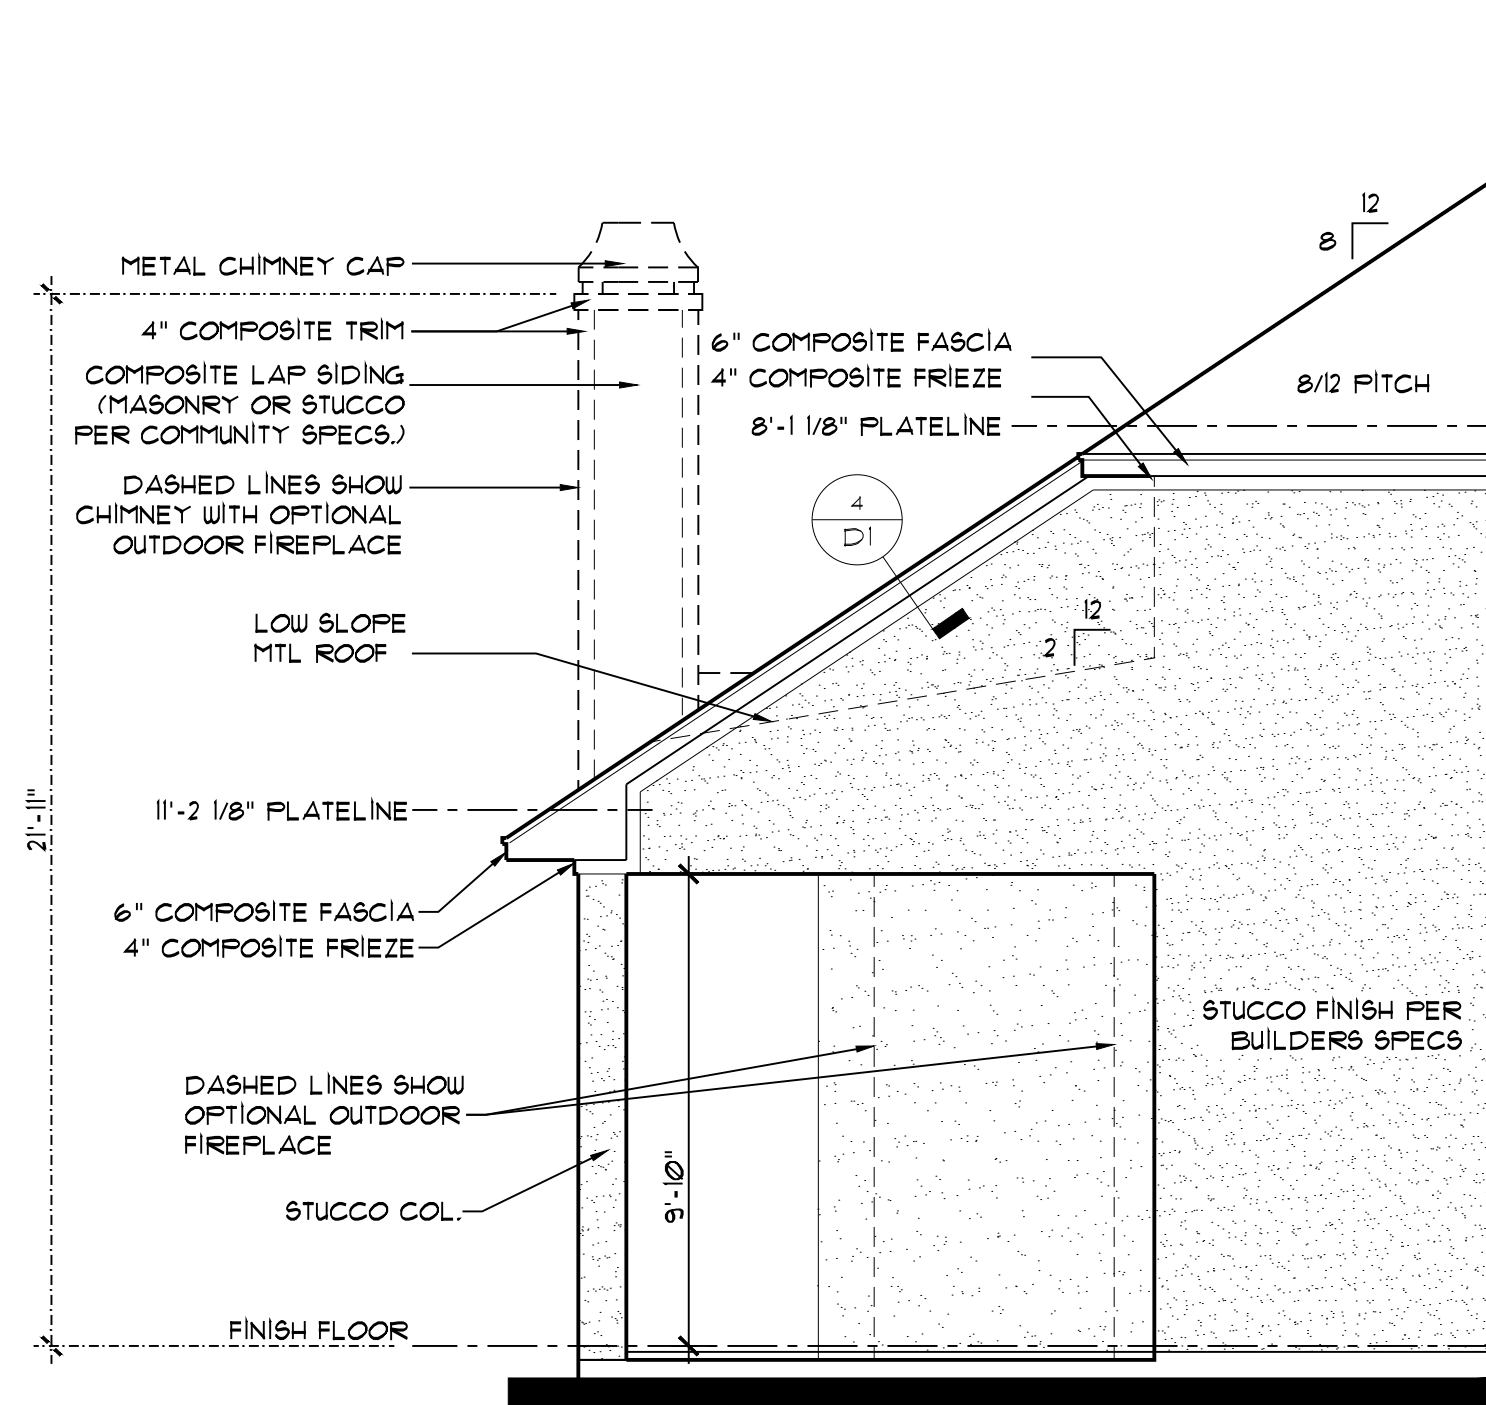 12
8
METAL CHIMNEY CAP
4" COMPOSITE TRIM
6" COMPOSITE FASCIA
4" COMPOSITE FRIEZE
8/12 PITCH
COMPOSITE LAP SIDING
(MASONRY OR STUCCO
PER COMMUNITY SPECS.)
8'-1 1/8" PLATELINE
DASHED LINES SHOW
CHIMNEY WITH OPTIONAL
OUTDOOR FIREPLACE
4
D1
12
2
LOW SLOPE
MTL ROOF
11'-2 1/8" PLATELINE
21'-11"
6" COMPOSITE FASCIA
4" COMPOSITE FRIEZE
STUCCO FINISH PER
BUILDERS SPECS
DASHED LINES SHOW
OPTIONAL OUTDOOR
FIREPLACE
9'-10"
STUCCO COL.
FINISH FLOOR